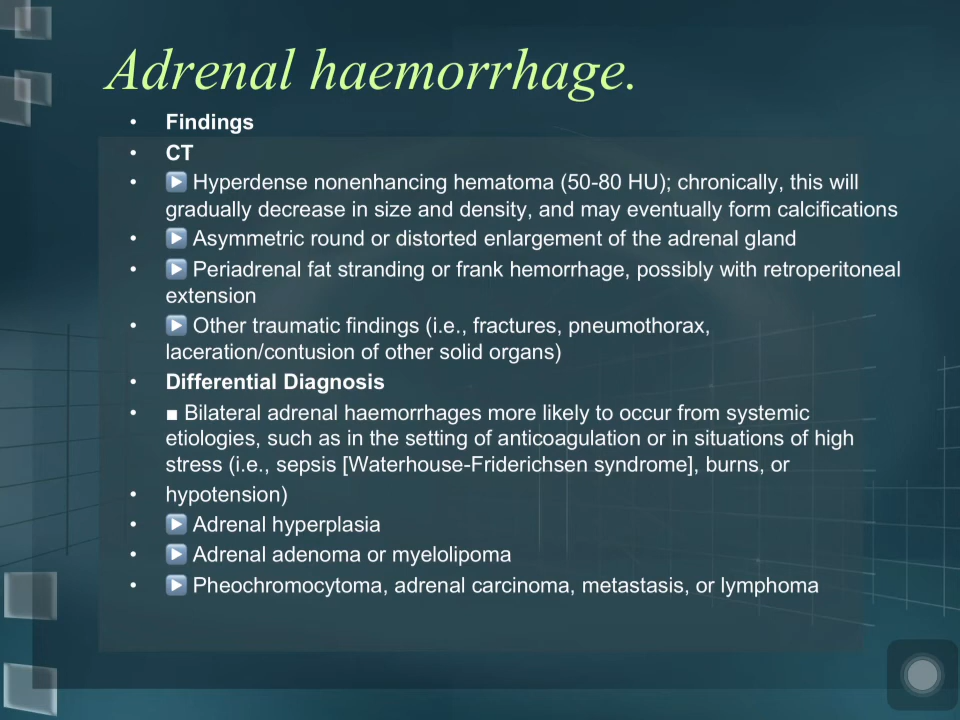 Adrenal haemorrhage.
• Findings
• CT
• ▶ Hyperdense nonenhancing hematoma (50-80 HU); chronically, this will
gradually decrease in size and density, and may eventually form calcifications
• ▶ Asymmetric round or distorted enlargement of the adrenal gland
• ▶ Periadrenal fat stranding or frank hemorrhage, possibly with retroperitoneal
extension
• ▶ Other traumatic findings (i.e., fractures, pneumothorax,
laceration/contusion of other solid organs)
• Differential Diagnosis
• ■ Bilateral adrenal haemorrhages more likely to occur from systemic
etiologies, such as in the setting of anticoagulation or in situations of high
stress (i.e., sepsis [Waterhouse-Friderichsen syndrome], burns, or
• hypotension)
• ▶ Adrenal hyperplasia
• ▶ Adrenal adenoma or myelolipoma
• ▶ Pheochromocytoma, adrenal carcinoma, metastasis, or lymphoma